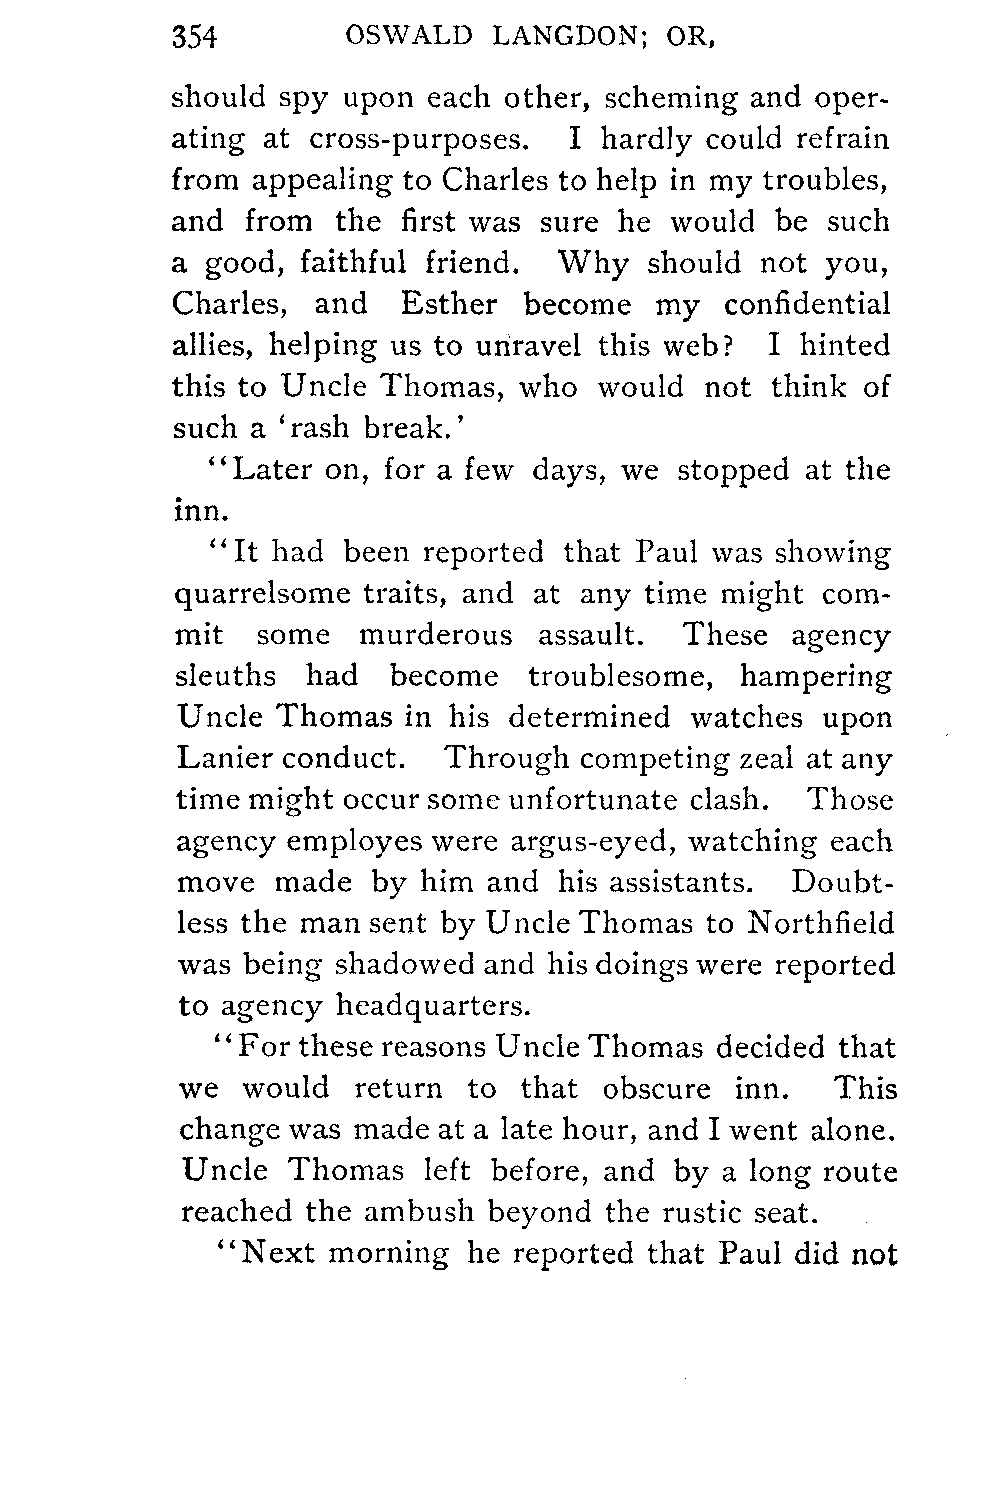 354 OSWALD LANGDON; OR,
should spy upon each other, scheming and oper-
ating at cross-purposes. I hardly could refrain
from appealing to Charles to help in my troubles,
and from the first was sure he would be such
a good, faithful friend. Why should not you,
Charles, and Esther become my confidential
allies, helping us to unravel this web? I hinted
this to Uncle Thomas, who would not think of
such a ‘rash break.’
“Later on, for a few days, we stopped at the
inn.
“It had been reported that Paul was showing
quarrelsome traits, and at any time might com-
mit some murderous assault. These agency
sleuths had become troublesome, hampering
Uncle Thomas in his determined watches upon
Lanier conduct. Through competing zeal at any
time might occur some unfortunate clash. Those
agency employes were argus-eyed, watching each
move made by him and his assistants. Doubt-
less the man sent by Uncle Thomas to Northfield
was being shadowed and his doings were reported
to agency headquarters.
“For these reasons Uncle Thomas decided that
we would return to that obscure inn. This
change was made at a late hour, and I went alone.
Uncle Thomas left before, and by a long route
reached the ambush beyond the rustic seat.
“Next morning he reported that Paul did not